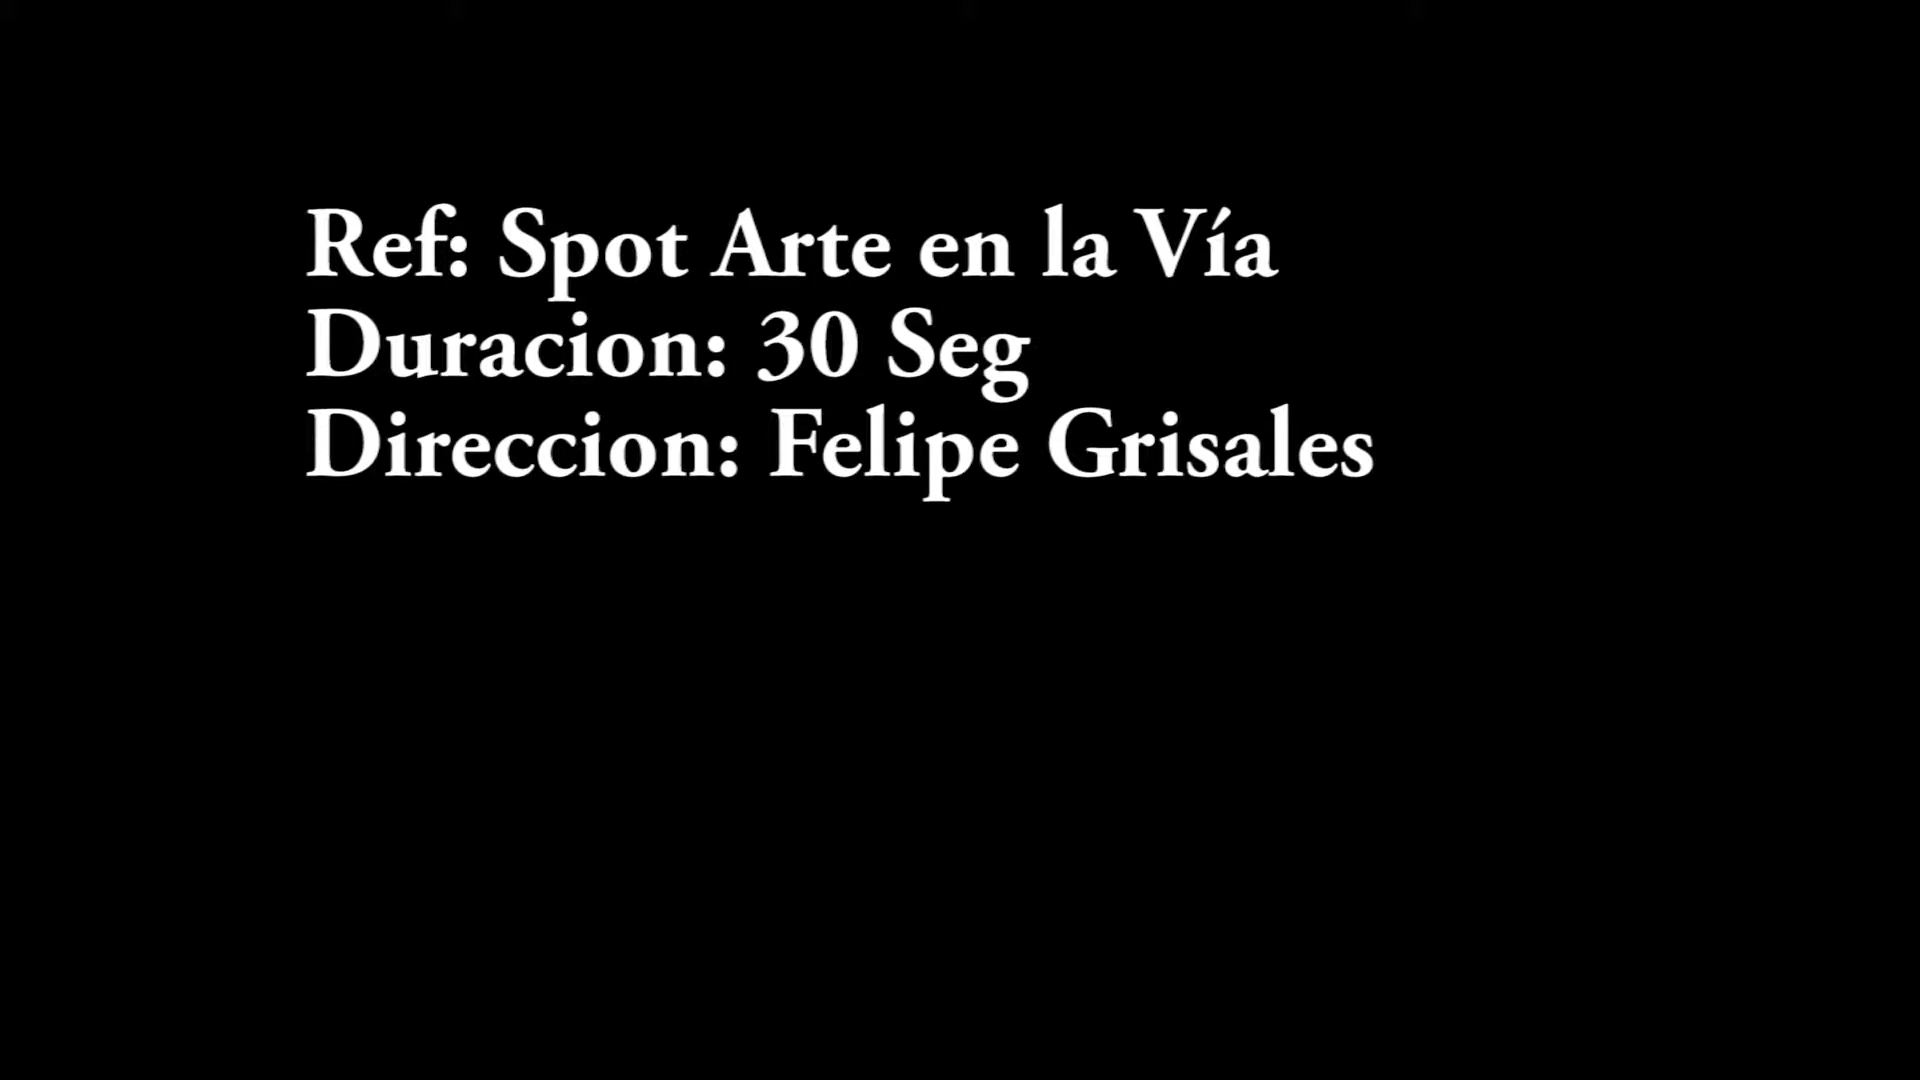 Ref: Spot Arte en la Vía
Duracion: 30 Seg
Direccion: Felipe Grisales